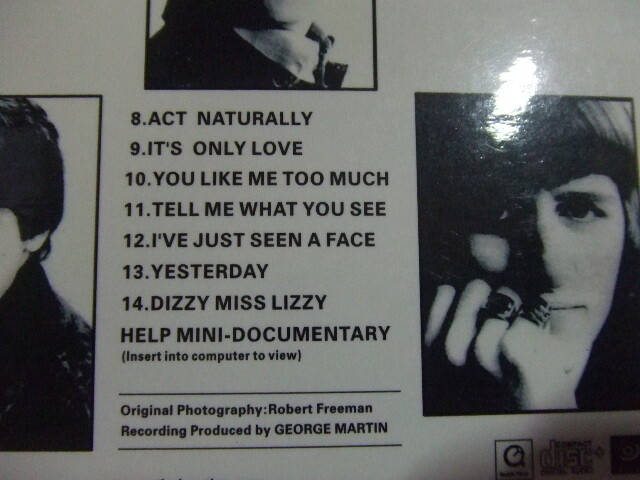 8.ACT NATURALLY
9.IT'S ONLY LOVE
10.YOU LIKE ME TOO MUCH
11.TELL ME WHAT YOU SEE
12.I'VE JUST SEEN A FACE
13.YESTERDAY
14.DIZZY MISS LIZZY
HELP MINI-DOCUMENTARY
(Insert into computer to view)
Original Photography:Robert Freeman
Recording Produced by GEORGE MARTIN
disc